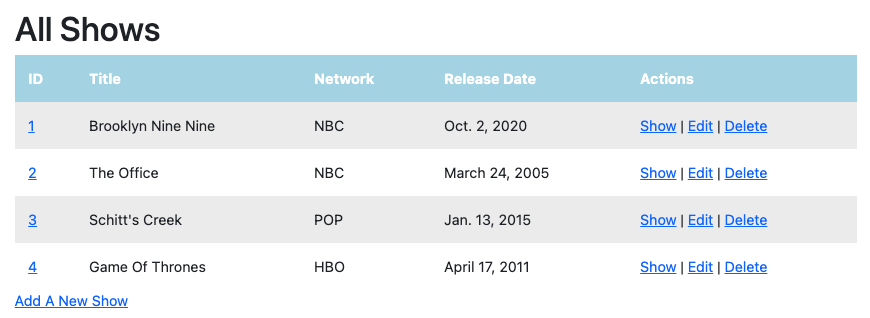 All Shows
ID Title Network Release Date Actions
1 Brooklyn Nine Nine NBC Oct. 2, 2020 Show | Edit | Delete
2 The Office NBC March 24, 2005 Show | Edit | Delete
3 Schitt's Creek POP Jan. 13, 2015 Show | Edit | Delete
4 Game Of Thrones HBO April 17, 2011 Show | Edit | Delete
Add A New Show